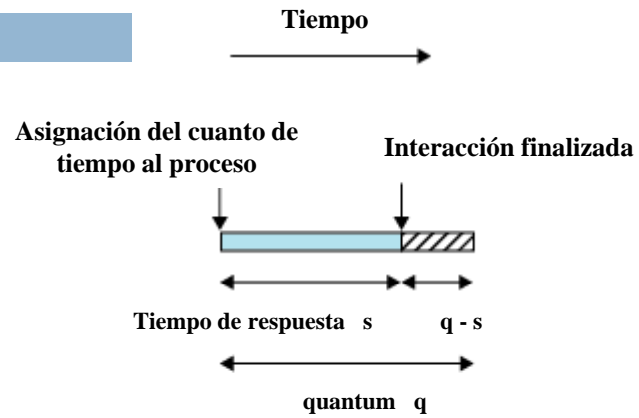 Tiempo
Asignación del cuanto de
tiempo al proceso
Interacción finalizada
Tiempo de respuesta s
q - s
quantum q